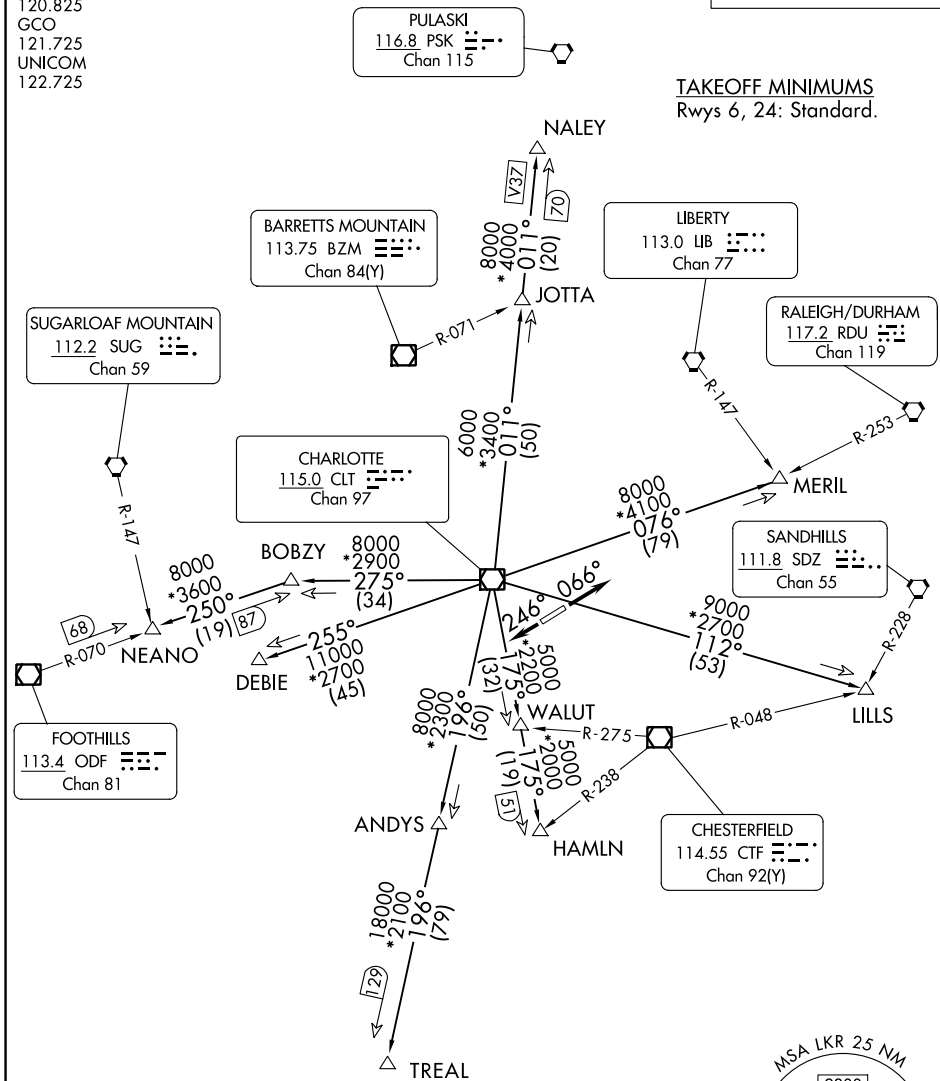 120.825
GCO
121.725
UNICOM
122.725
PULASKI
116.8 PSK
Chan 115
TAKEOFF MINIMUMS
Rwys 6, 24: Standard.
NALEY
V37
70
8000
*4000
011°
(20)
BARRETTS MOUNTAIN
113.75 BZM
Chan 84(Y)
LIBERTY
113.0 LIB
Chan 77
JOTTA
R-071
SUGARLOAF MOUNTAIN
112.2 SUG
Chan 59
RALEIGH/DURHAM
117.2 RDU
Chan 119
R-147
R-253
6000
*3400
011°
(50)
CHARLOTTE
115.0 CLT
Chan 97
MERIL
8000
*4100
076°
(79)
R-147
BOBZY
8000
*2900
275°
(34)
SANDHILLS
111.8 SDZ
Chan 55
8000
*3600
250°
(19)
87
246°
066°
68
R-070
NEANO
255°
11000
*2700
(45)
DEBIE
9000
*2700
112°
(53)
R-228
LILLS
5000
*2200
175°
(32)
8000
*2300
196°
(50)
WALUT
R-275
R-048
FOOTHILLS
113.4 ODF
Chan 81
5000
*2000
175°
(19)
51
R-238
ANDYS
HAMLN
CHESTERFIELD
114.55 CTF
Chan 92(Y)
18000
*2100
196°
(79)
129
TREAL
MSA LKR 25 NM